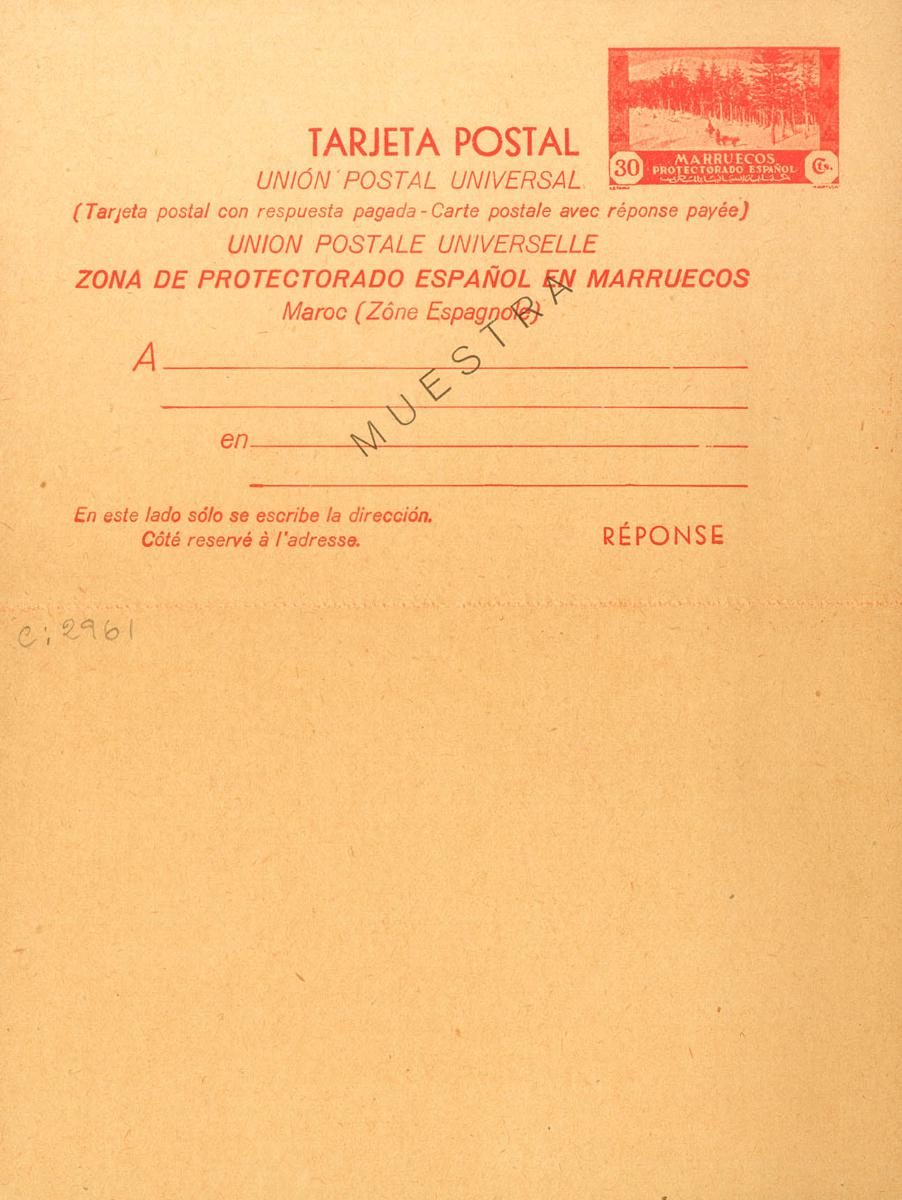 TARJETA POSTAL
UNIÓN POSTAL UNIVERSAL
(Tarjeta postal con respuesta pagada - Carte postale avec réponse payée)
UNION POSTALE UNIVERSELLE
ZONA DE PROTECTORADO ESPAÑOL EN MARRUECOS
Maroc (Zône Espagnole)
30 MARRUECOS Cts.
PROTECTORADO ESPAÑOL
MUESTRA
A
en
En este lado sólo se escribe la dirección.
Côté reservé à l'adresse.
RÉPONSE
C: 2961